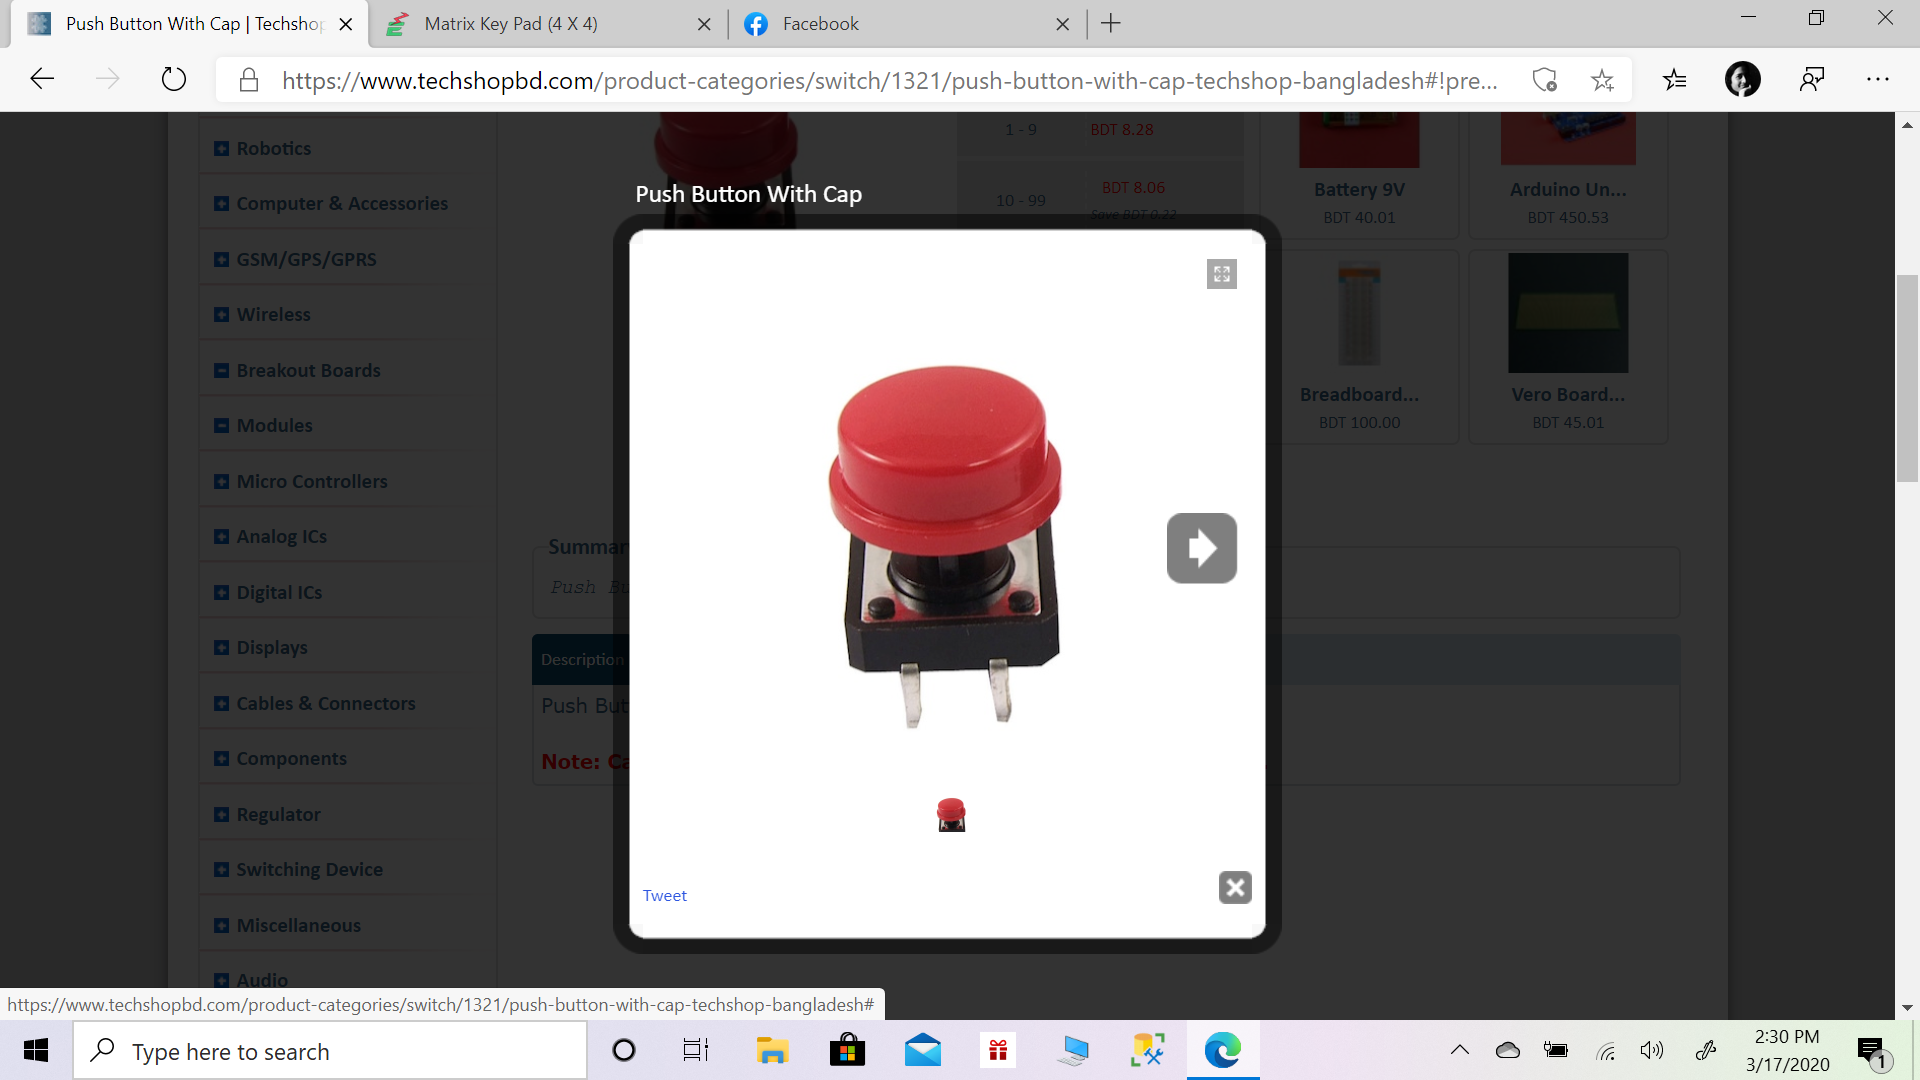 Push Button With Cap | Techshop
Matrix Key Pad (4 X 4)
Facebook
https://www.techshopbd.com/product-categories/switch/1321/push-button-with-cap-techshop-bangladesh#!pre...
Robotics
Computer & Accessories
GSM/GPS/GPRS
Wireless
Breakout Boards
Modules
Micro Controllers
Analog ICs
Digital ICs
Displays
Cables & Connectors
Components
Regulator
Switching Device
Miscellaneous
Audio
1 - 9 BDT 8.28
10 - 99 BDT 8.06
Save BDT 0.22
Push Button With Cap
Battery 9V
BDT 40.01
Arduino Un...
BDT 450.53
Breadboard...
BDT 100.00
Vero Board...
BDT 45.01
Push
Description
Note:
Tweet
https://www.techshopbd.com/product-categories/switch/1321/push-button-with-cap-techshop-bangladesh#
Type here to search
2:30 PM
3/17/2020
1